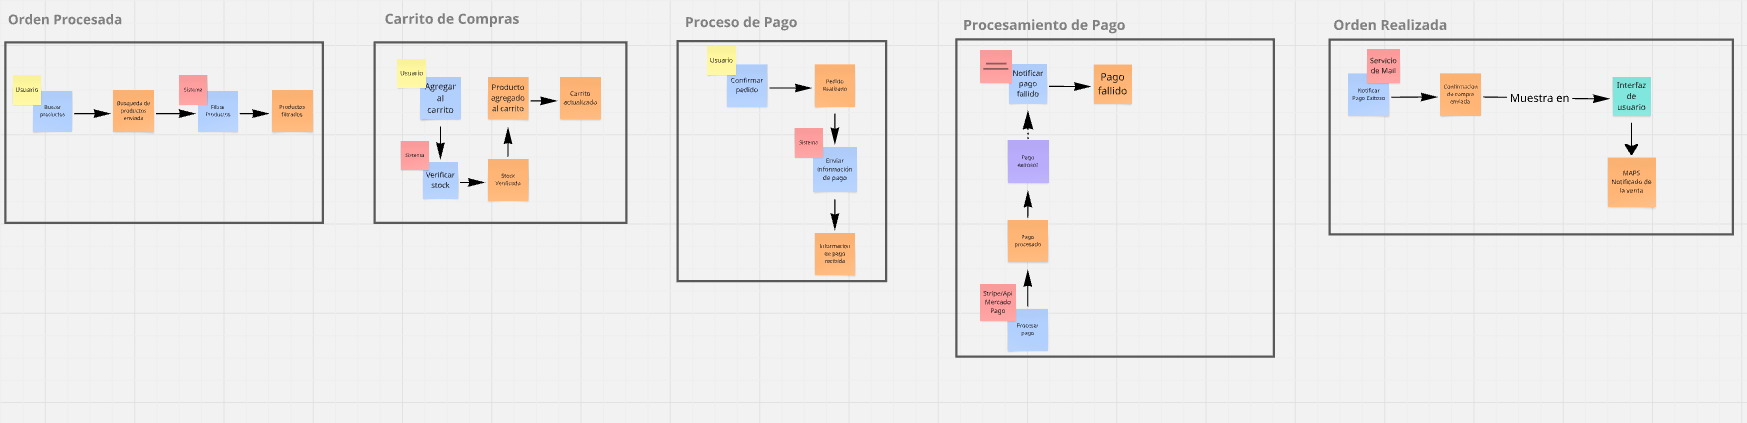 Orden Procesada
Usuario
Buscar
productos
Busqueda de
productos
enviada
Sistema
Filtrar
Productos
Productos
filtrados
Carrito de Compras
Usuario
Agregar
al
carrito
Sistema
Verificar
stock
Stock
Verificado
Producto
agregado
al carrito
Carrito
actualizado
Proceso de Pago
Usuario
Confirmar
pedido
Pedido
Realizado
Sistema
Enviar
información
de pago
Informacion
de pago
recibida
Procesamiento de Pago
Notificar
pago
fallido
Pago
fallido
Pago
exitoso?
Pago
procesado
Stripe/Api
Mercado
Pago
Procesar
pago
Orden Realizada
Servicio
de Mail
Notificar
Pago Exitoso
Confirmacion
de compra
enviada
Muestra en
Interfaz
de
usuario
MAPS
Notificado de
la venta